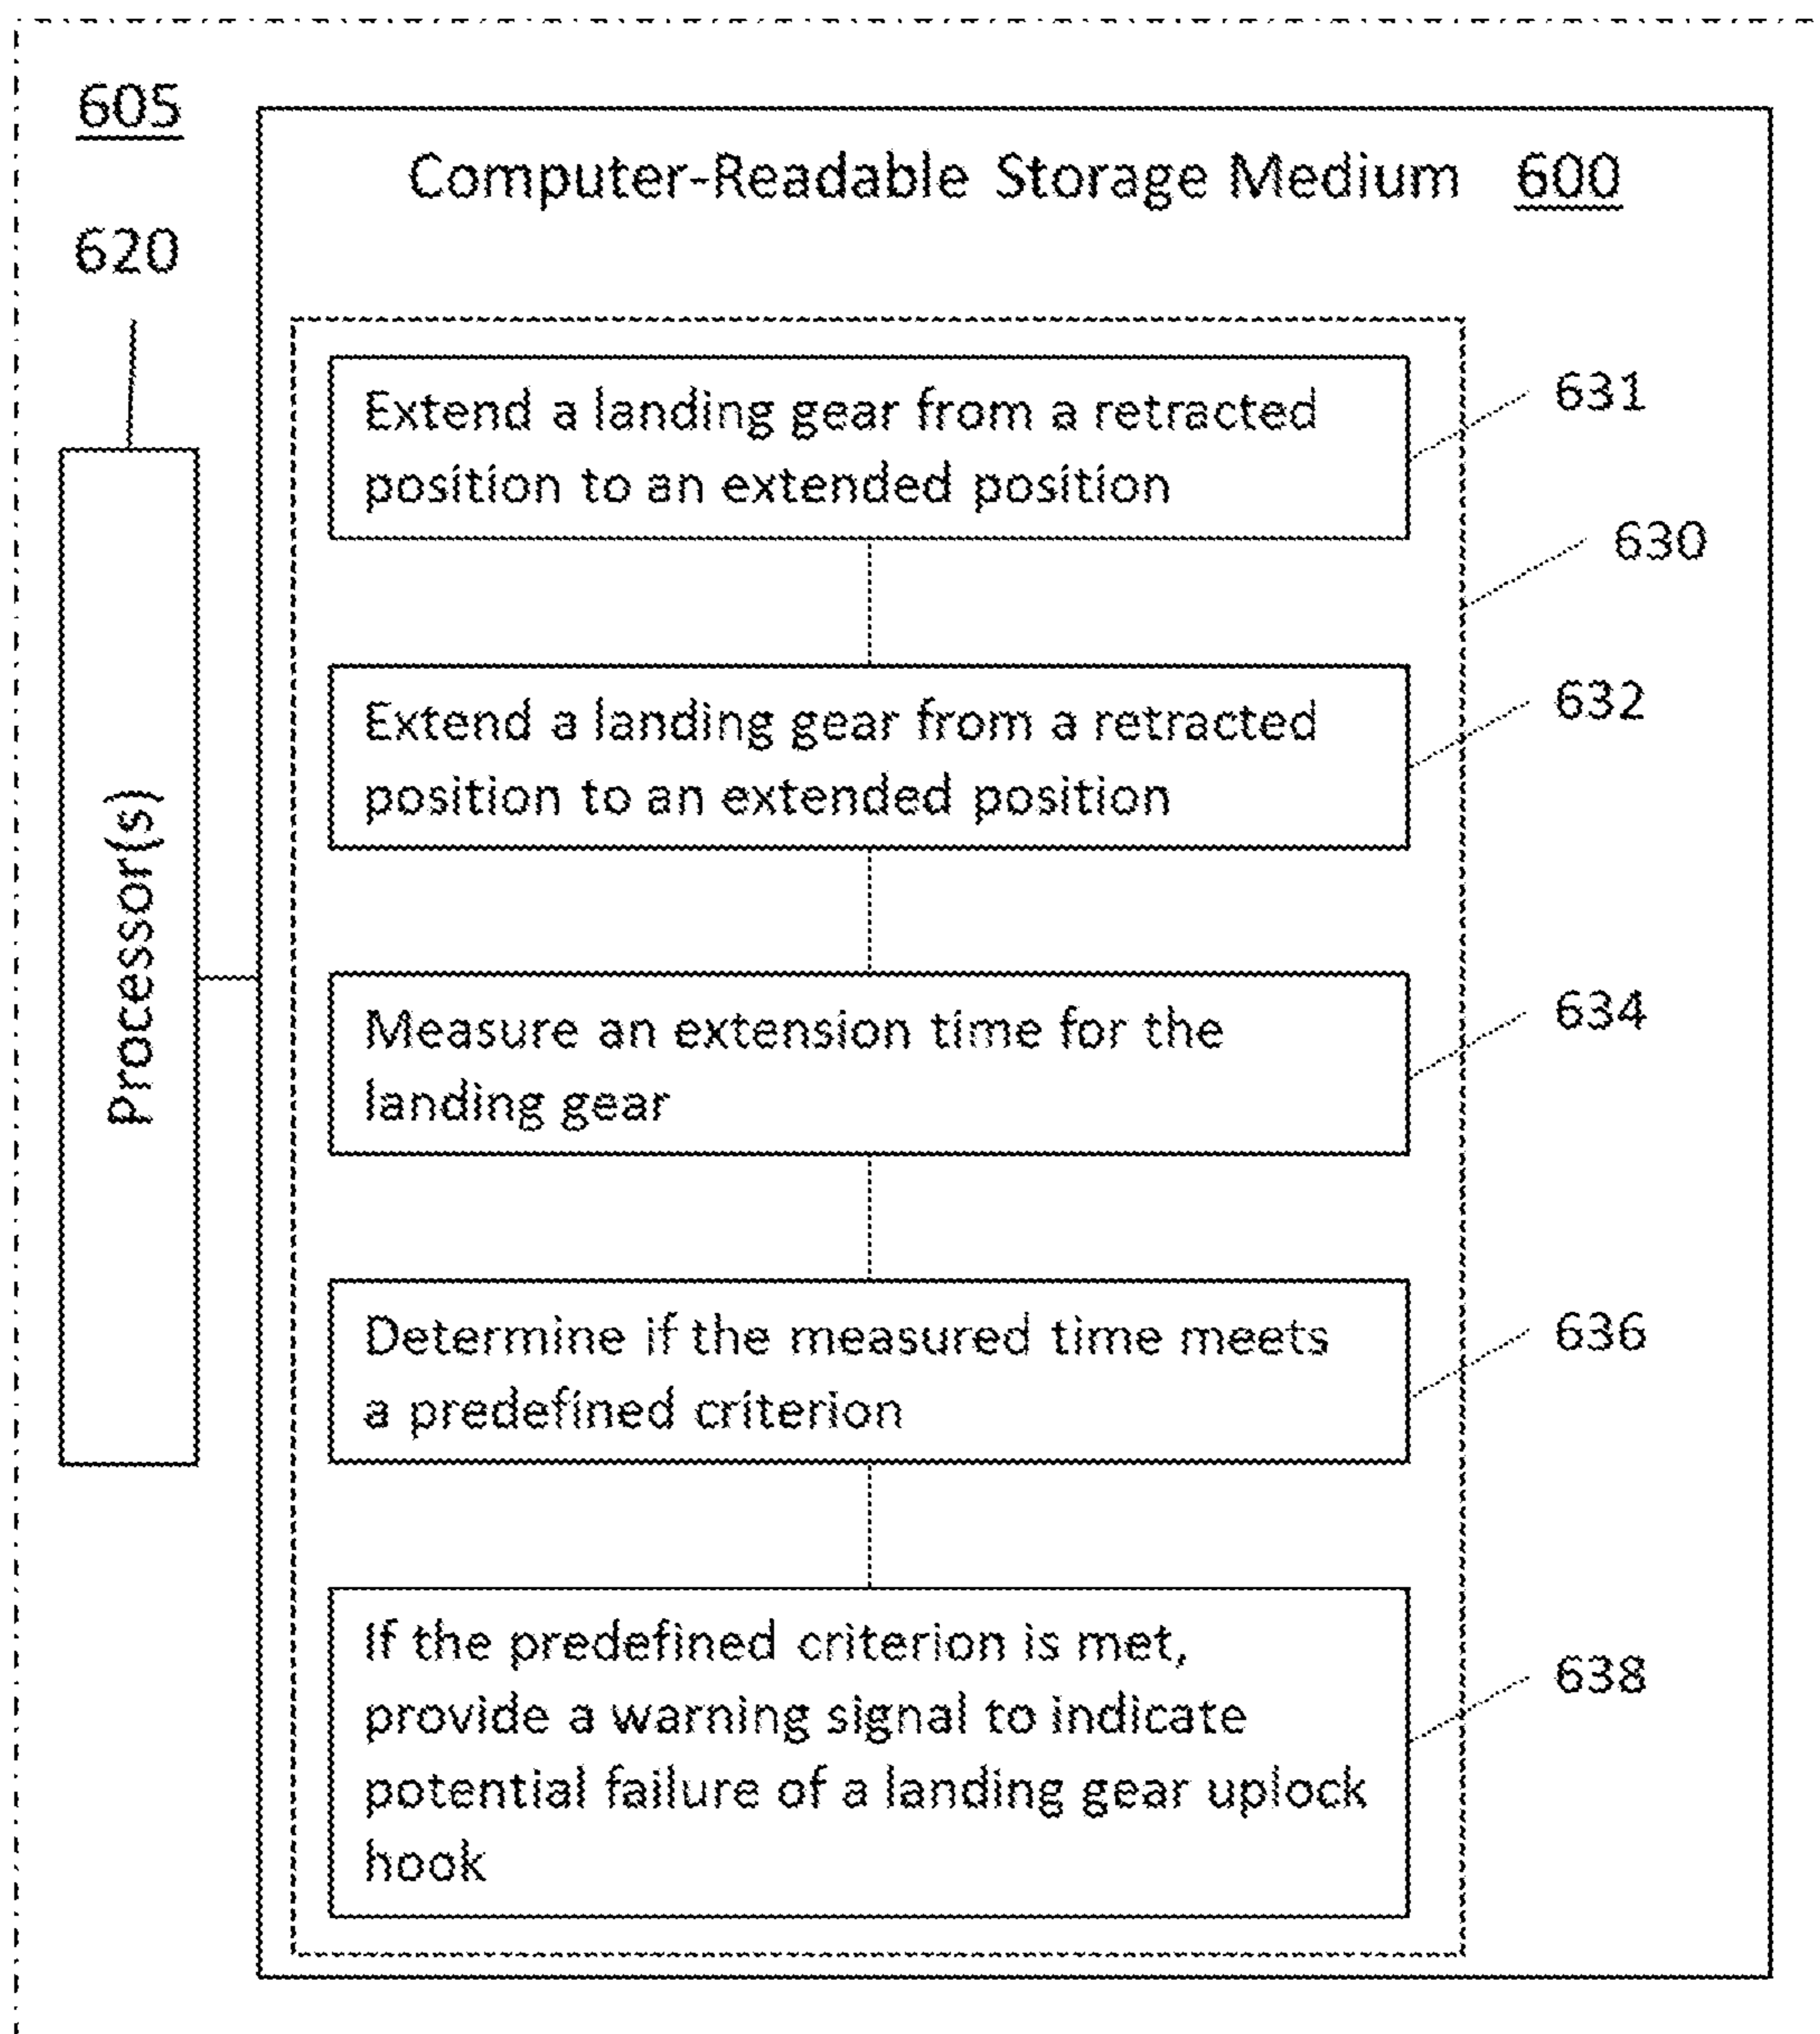 605
Computer-Readable Storage Medium 600
620
Processor(s)
Extend a landing gear from a retracted
position to an extended position
631
630
Extend a landing gear from a retracted
position to an extended position
632
Measure an extension time for the
landing gear
634
Determine if the measured time meets
a predefined criterion
636
If the predefined criterion is met,
provide a warning signal to indicate
potential failure of a landing gear uplock
hook
638